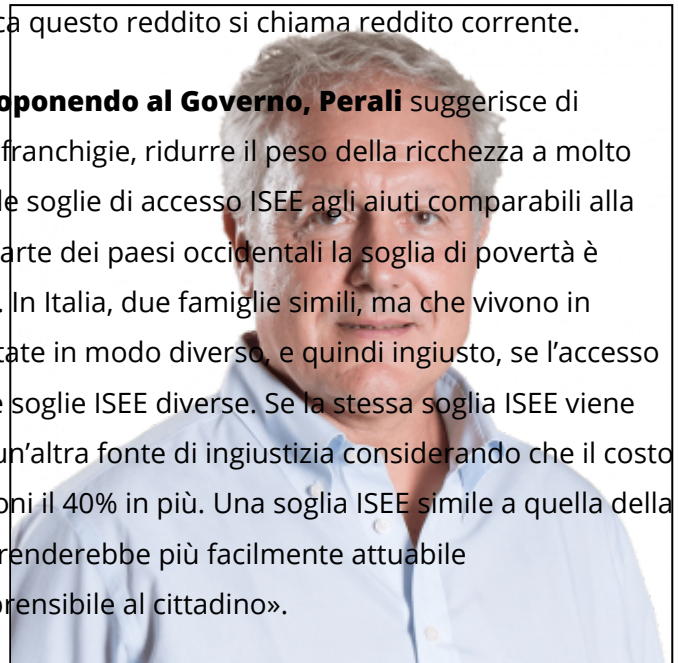 ca questo reddito si chiama reddito corrente.
oponendo al Governo, Perali suggerisce di
franchigie, ridurre il peso della ricchezza a molto
le soglie di accesso ISEE agli aiuti comparabili alla
arte dei paesi occidentali la soglia di povertà è
. In Italia, due famiglie simili, ma che vivono in
tate in modo diverso, e quindi ingiusto, se l’accesso
e soglie ISEE diverse. Se la stessa soglia ISEE viene
un’altra fonte di ingiustizia considerando che il costo
oni il 40% in più. Una soglia ISEE simile a quella della
renderebbe più facilmente attuabile
orensibile al cittadino».